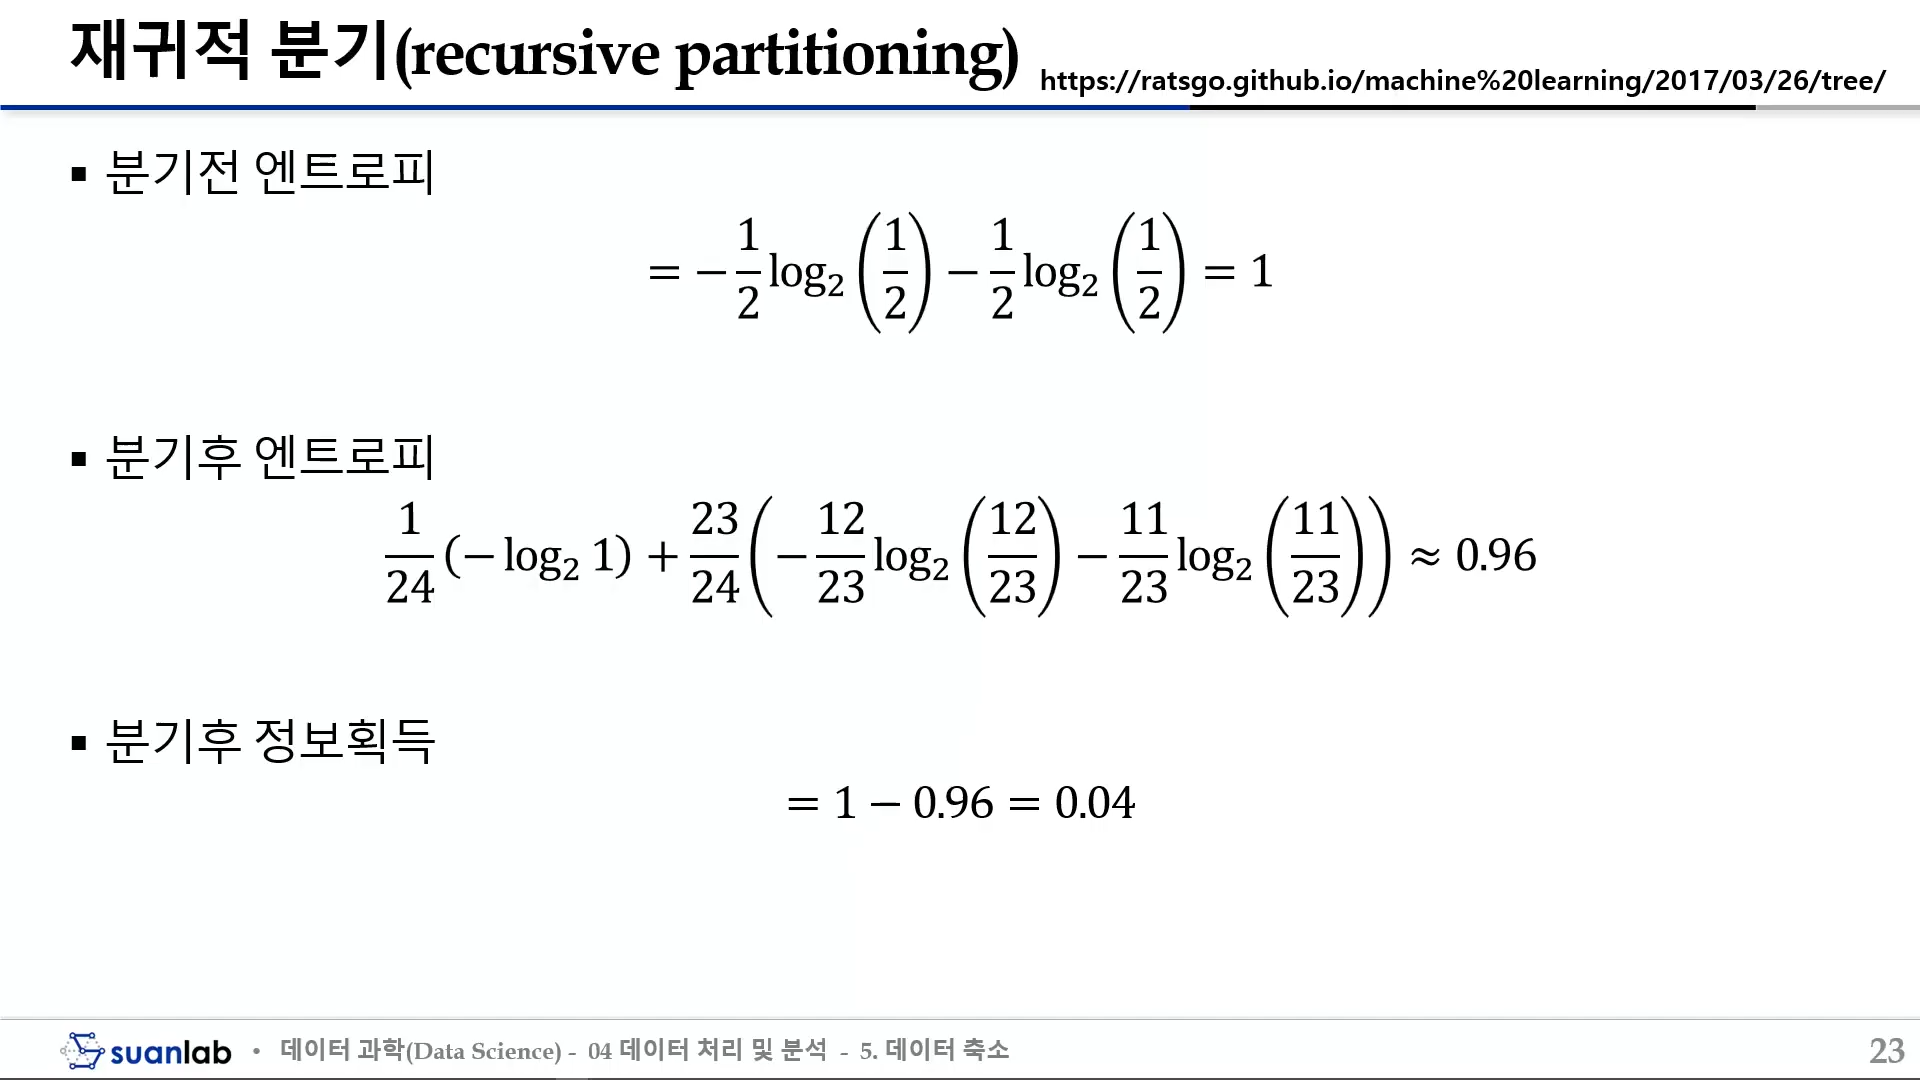 재귀적 분기(recursive partitioning) https://ratsgo.github.io/machine%20learning/2017/03/26/tree/
▪ 분기전 엔트로피
= −1/2 log₂(1/2) − 1/2 log₂(1/2) = 1
▪ 분기후 엔트로피
1/24 (− log₂ 1) + 23/24 (−12/23 log₂(12/23) − 11/23 log₂(11/23)) ≈ 0.96
▪ 분기후 정보획득
= 1 − 0.96 = 0.04
suanlab • 데이터 과학(Data Science) - 04 데이터 처리 및 분석 - 5. 데이터 축소 23